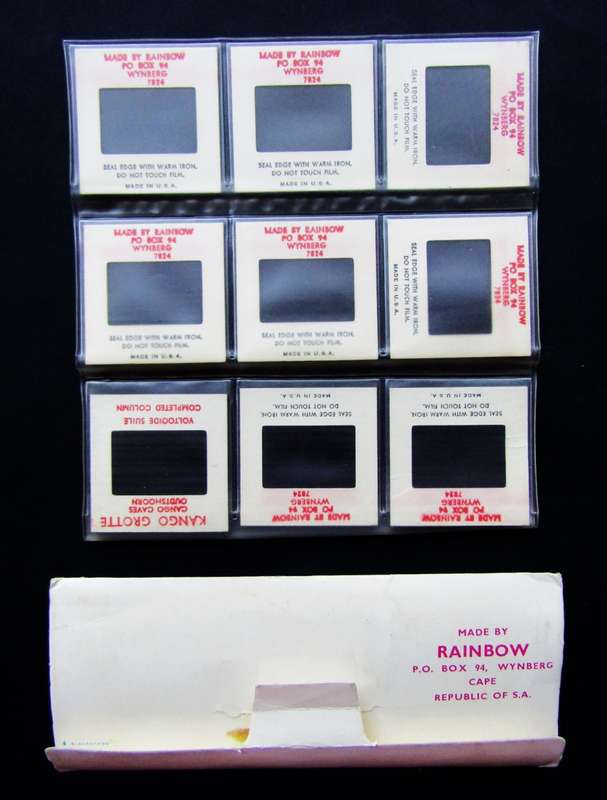 MADE BY RAINBOW
PO BOX 94
WYNBERG
7824
SEAL EDGE WITH WARM IRON.
DO NOT TOUCH FILM.
MADE IN U.S.A.
MADE BY RAINBOW
PO BOX 94
WYNBERG
7824
SEAL EDGE WITH WARM IRON.
DO NOT TOUCH FILM.
MADE IN U.S.A.
MADE BY RAINBOW
PO BOX 94
WYNBERG
7824
SEAL EDGE WITH WARM IRON.
DO NOT TOUCH FILM.
MADE IN U.S.A.
MADE BY RAINBOW
PO BOX 94
WYNBERG
7824
SEAL EDGE WITH WARM IRON.
DO NOT TOUCH FILM.
MADE IN U.S.A.
MADE BY RAINBOW
PO BOX 94
WYNBERG
7824
SEAL EDGE WITH WARM IRON.
DO NOT TOUCH FILM.
MADE IN U.S.A.
MADE BY RAINBOW
PO BOX 94
WYNBERG
7824
SEAL EDGE WITH WARM IRON.
DO NOT TOUCH FILM.
MADE IN U.S.A.
KANGO GROTTE
CANGO CAVES
OUDTSHOORN
VOLTOOIDE SUILE
COMPLETED COLUMN
MADE BY RAINBOW
PO BOX 94
WYNBERG
7824
SEAL EDGE WITH WARM IRON.
DO NOT TOUCH FILM.
MADE IN U.S.A.
MADE BY RAINBOW
PO BOX 94
WYNBERG
7824
SEAL EDGE WITH WARM IRON.
DO NOT TOUCH FILM.
MADE IN U.S.A.
MADE BY
RAINBOW
P.O. BOX 94, WYNBERG
CAPE
REPUBLIC OF S.A.